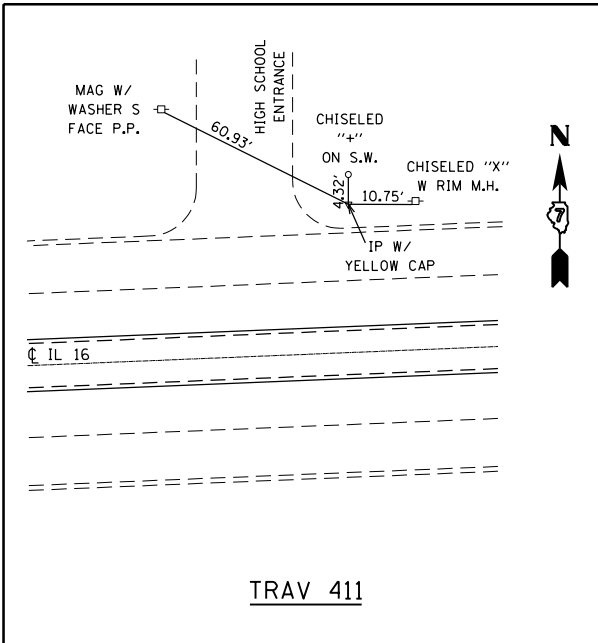 MAG W/
WASHER S
FACE P.P.
60.93'
HIGH SCHOOL
ENTRANCE
CHISELED
"+"
ON S.W.
4.32'
CHISELED "X"
W RIM M.H.
10.75'
IP W/
YELLOW CAP
N
7
℄ IL 16
TRAV 411